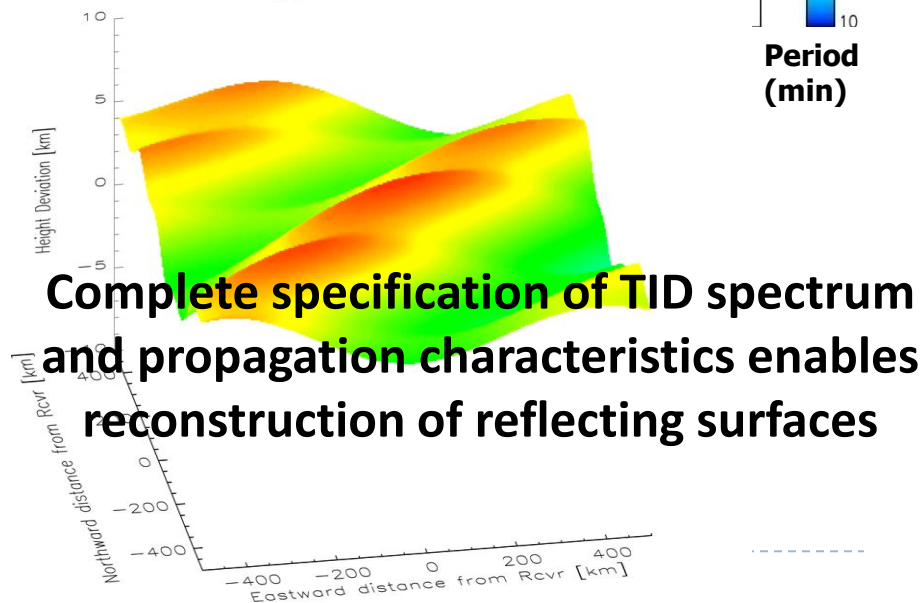 10
5
0
−5
Height Deviation [km]
10
Period
(min)
Complete specification of TID spectrum
and propagation characteristics enables
reconstruction of reflecting surfaces
400
0
−200
−400
Northward distance from Rcvr [km]
−400
−200
0
200
400
Eastward distance from Rcvr [km]